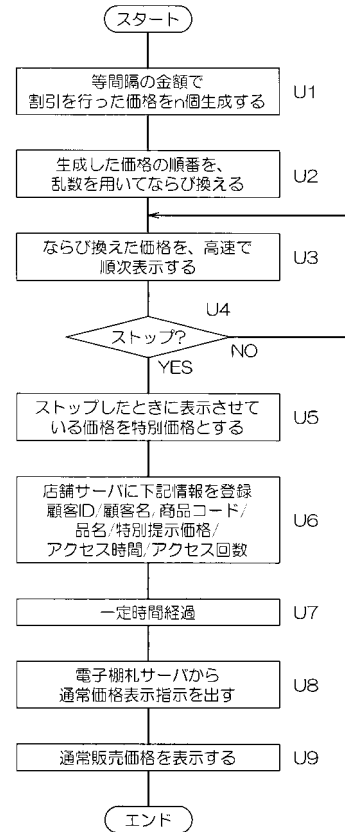 スタート
等間隔の金額で
割引を行った価格をn個生成する
U1
生成した価格の順番を、
乱数を用いてならび換える
U2
ならび換えた価格を、高速で
順次表示する
U3
U4
ストップ?
NO
YES
ストップしたときに表示させて
いる価格を特別価格とする
U5
店舗サーバに下記情報を登録
顧客ID/顧客名/商品コード/
品名/特別提示価格/
アクセス時間/アクセス回数
U6
一定時間経過
U7
電子棚札サーバから
通常価格表示指示を出す
U8
通常販売価格を表示する
U9
エンド